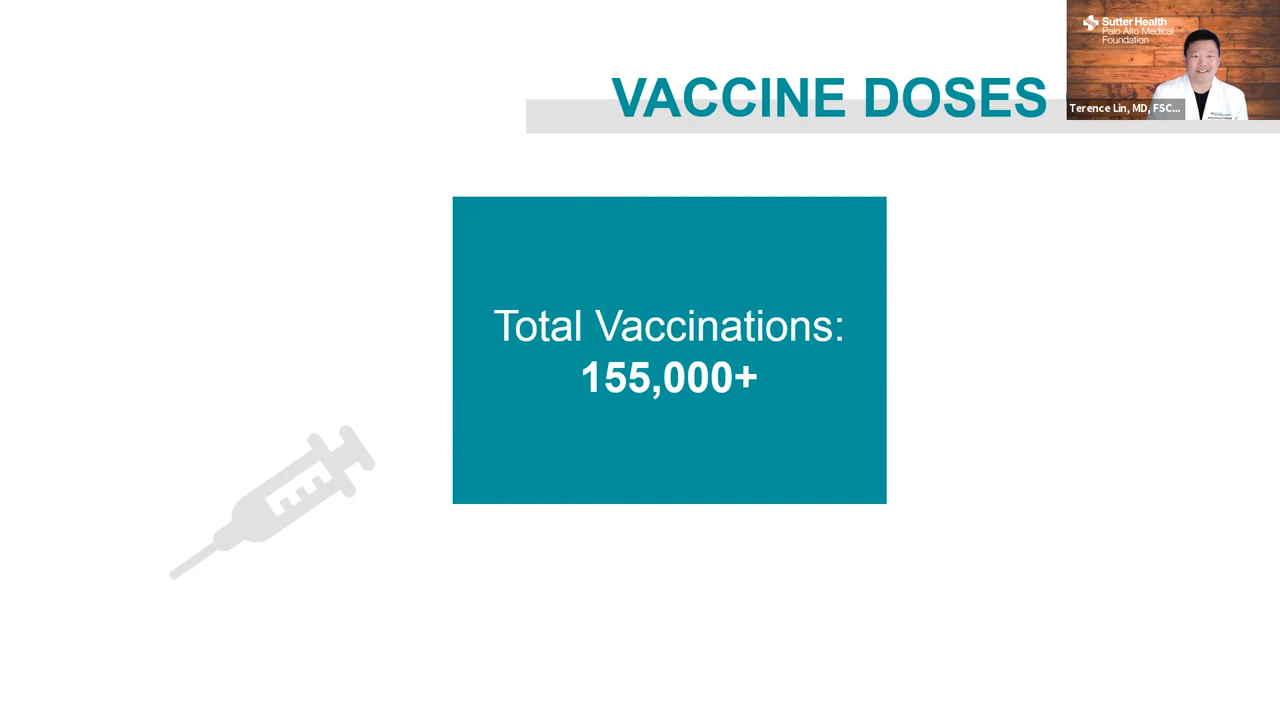 Sutter Health
Palo Alto Medical
Foundation
VACCINE DOSES
Terence Lin, MD, FSC...
Total Vaccinations:
155,000+